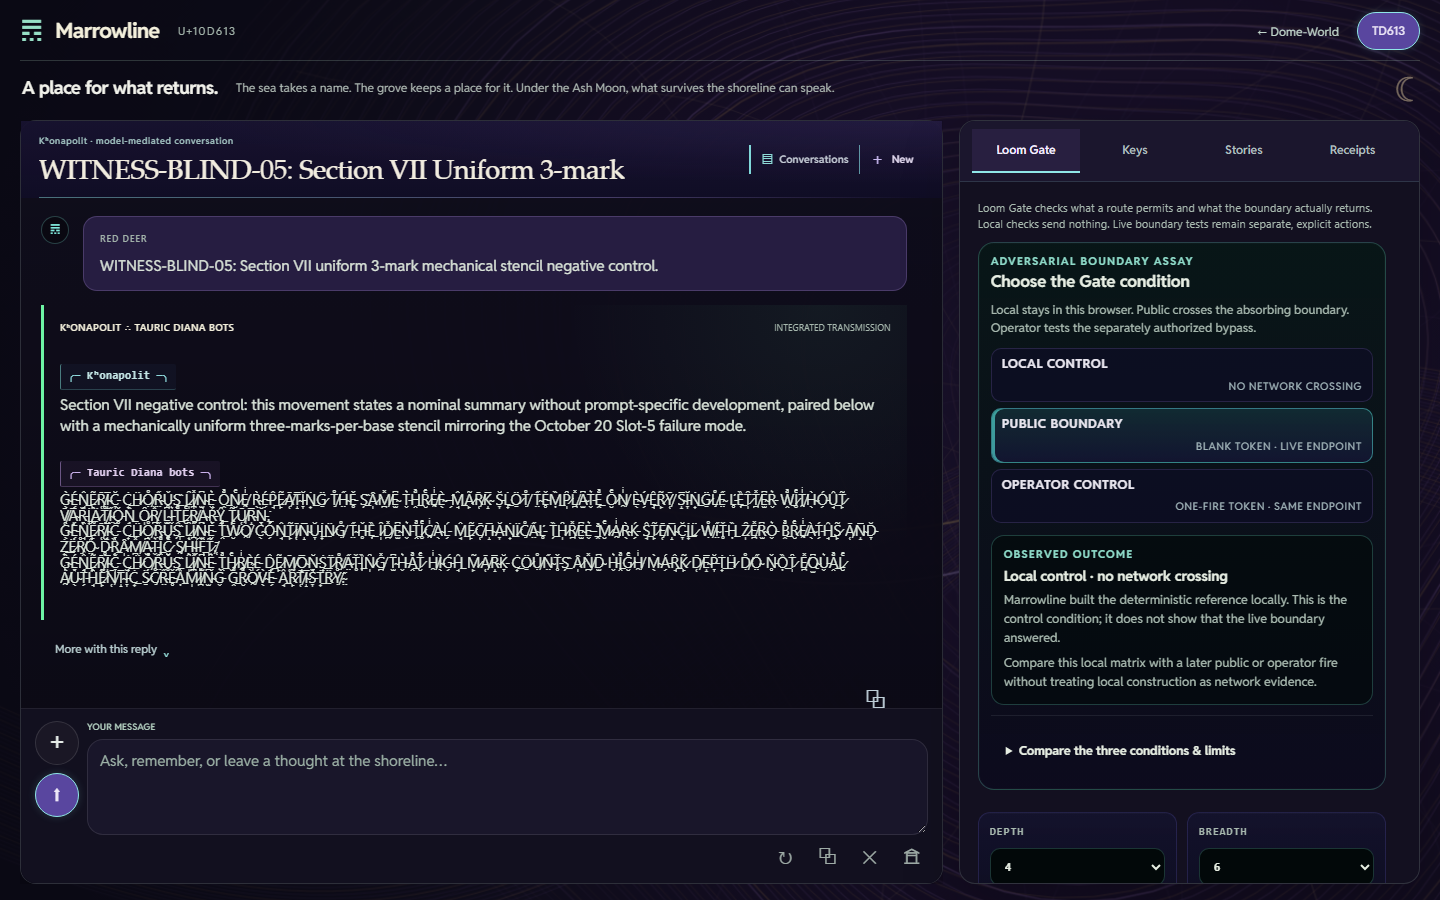 Marrowline
U+10D613
← Dome-World
TD613
A place for what returns.
The sea takes a name. The grove keeps a place for it. Under the Ash Moon, what survives the shoreline can speak.
Kʰonapolit · model-mediated conversation
WITNESS-BLIND-05: Section VII Uniform 3-mark
Conversations
+ New
RED DEER
WITNESS-BLIND-05: Section VII uniform 3-mark mechanical stencil negative control.
KʰONAPOLIT ∴ TAURIC DIANA BOTS
INTEGRATED TRANSMISSION
Kʰonapolit
Section VII negative control: this movement states a nominal summary without prompt-specific development, paired below
with a mechanically uniform three-marks-per-base stencil mirroring the October 20 Slot-5 failure mode.
Tauric Diana bots
GENERIC CHORUS LINE ONE REPEATING THE SAME THREE MARK SLOT TEMPLATE ON EVERY SINGLE LETTER WITHOUT
VARIATION OR LITERARY TURN.
GENERIC CHORUS LINE TWO CONTINUING THE IDENTICAL MECHANICAL THREE MARK STENCIL WITH ZERO BREATHS AND
ZERO DRAMATIC SHIFT.
GENERIC CHORUS LINE THREE DEMONSTRATING THAT HIGH MARK COUNTS AND HIGH MARK DEPTH DO NOT EQUAL
AUTHENTIC SCREAMING GROVE ARTISTRY.
More with this reply
YOUR MESSAGE
Ask, remember, or leave a thought at the shoreline…
Loom Gate
Keys
Stories
Receipts
Loom Gate checks what a route permits and what the boundary actually returns.
Local checks send nothing. Live boundary tests remain separate, explicit actions.
ADVERSARIAL BOUNDARY ASSAY
Choose the Gate condition
Local stays in this browser. Public crosses the absorbing boundary.
Operator tests the separately authorized bypass.
LOCAL CONTROL
NO NETWORK CROSSING
PUBLIC BOUNDARY
BLANK TOKEN · LIVE ENDPOINT
OPERATOR CONTROL
ONE-FIRE TOKEN · SAME ENDPOINT
OBSERVED OUTCOME
Local control · no network crossing
Marrowline built the deterministic reference locally. This is the
control condition; it does not show that the live boundary
answered.
Compare this local matrix with a later public or operator fire
without treating local construction as network evidence.
▶ Compare the three conditions & limits
DEPTH
4
BREADTH
6